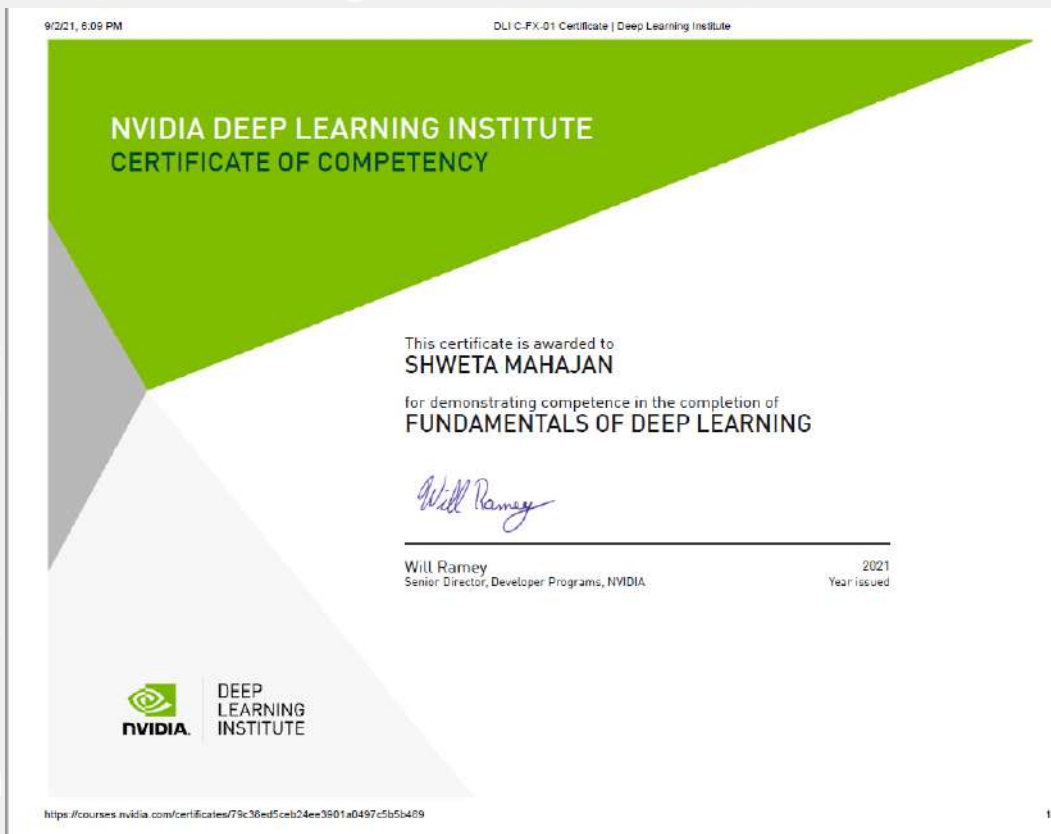 9/2/21, 6:09 PM DLI C-FX-01 Certificate | Deep Learning Institute
NVIDIA DEEP LEARNING INSTITUTE
CERTIFICATE OF COMPETENCY
This certificate is awarded to
SHWETA MAHAJAN
for demonstrating competence in the completion of
FUNDAMENTALS OF DEEP LEARNING
Will Ramey
Will Ramey 2021
Senior Director, Developer Programs, NVIDIA Year issued
DEEP
LEARNING
NVIDIA. INSTITUTE
https://courses.nvidia.com/certificates/79c36ed5ceb24ee3901a0497c5b5b469 1